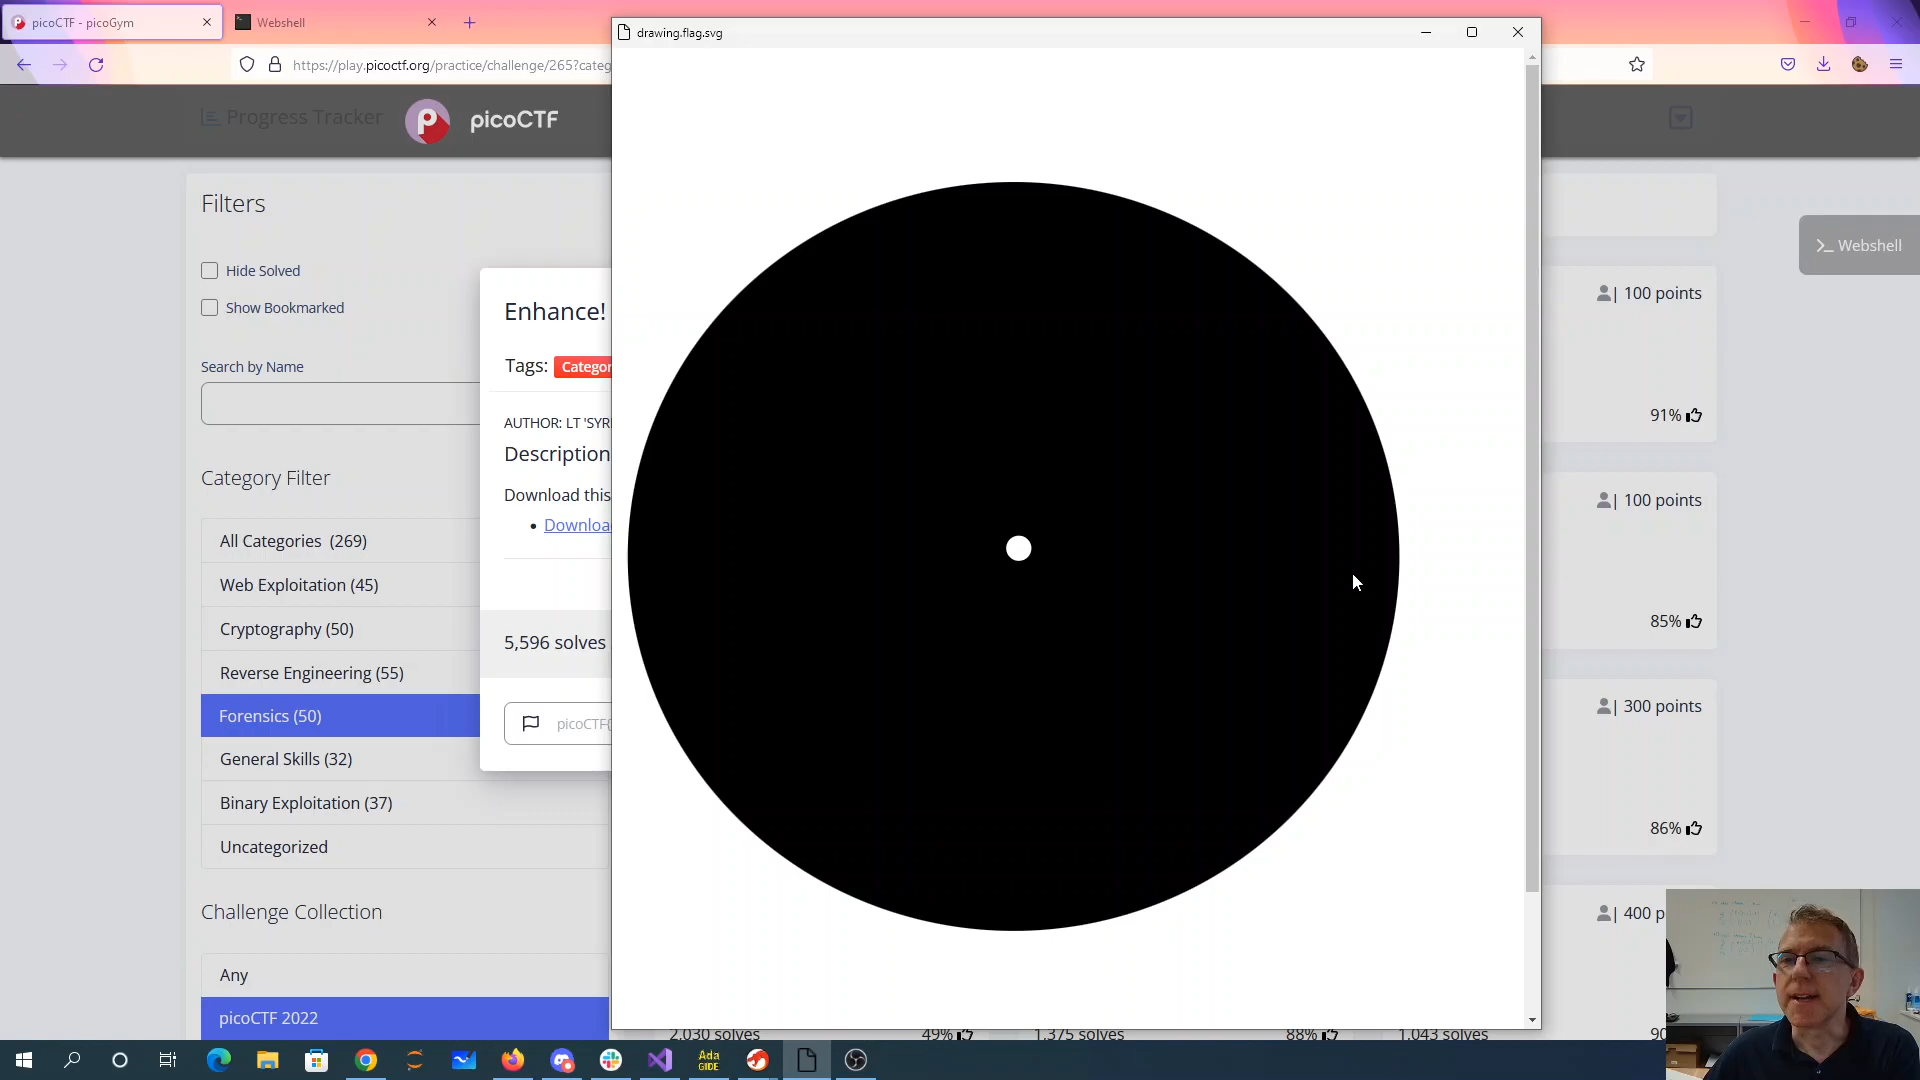 picoCTF - picoGym
Webshell
drawing.flag.svg
https://play.picoctf.org/practice/challenge/265?categ
Progress Tracker
picoCTF
Filters
Hide Solved
Show Bookmarked
Search by Name
Category Filter
All Categories (269)
Web Exploitation (45)
Cryptography (50)
Reverse Engineering (55)
Forensics (50)
General Skills (32)
Binary Exploitation (37)
Uncategorized
Challenge Collection
Any
picoCTF 2022
Enhance!
Tags: Categor
AUTHOR: LT 'SYR
Description
Download this
Downloa
5,596 solves
picoCTF{
>_ Webshell
| 100 points
91%
| 100 points
85%
| 300 points
86%
| 400 p
2,030 solves
49%
1,375 solves
88%
1,043 solves
90
Ada
GIDE